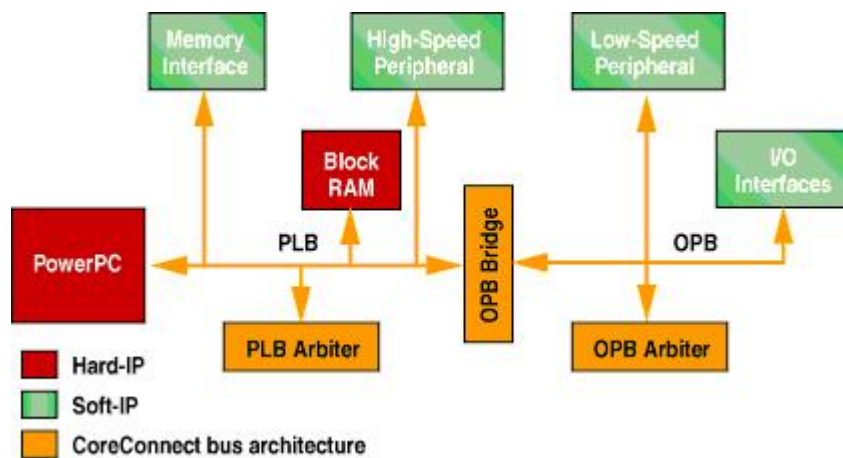 Memory
Interface
High-Speed
Peripheral
Low-Speed
Peripheral
Block
RAM
I/O
Interfaces
PowerPC
PLB
OPB Bridge
OPB
PLB Arbiter
OPB Arbiter
Hard-IP
Soft-IP
CoreConnect bus architecture